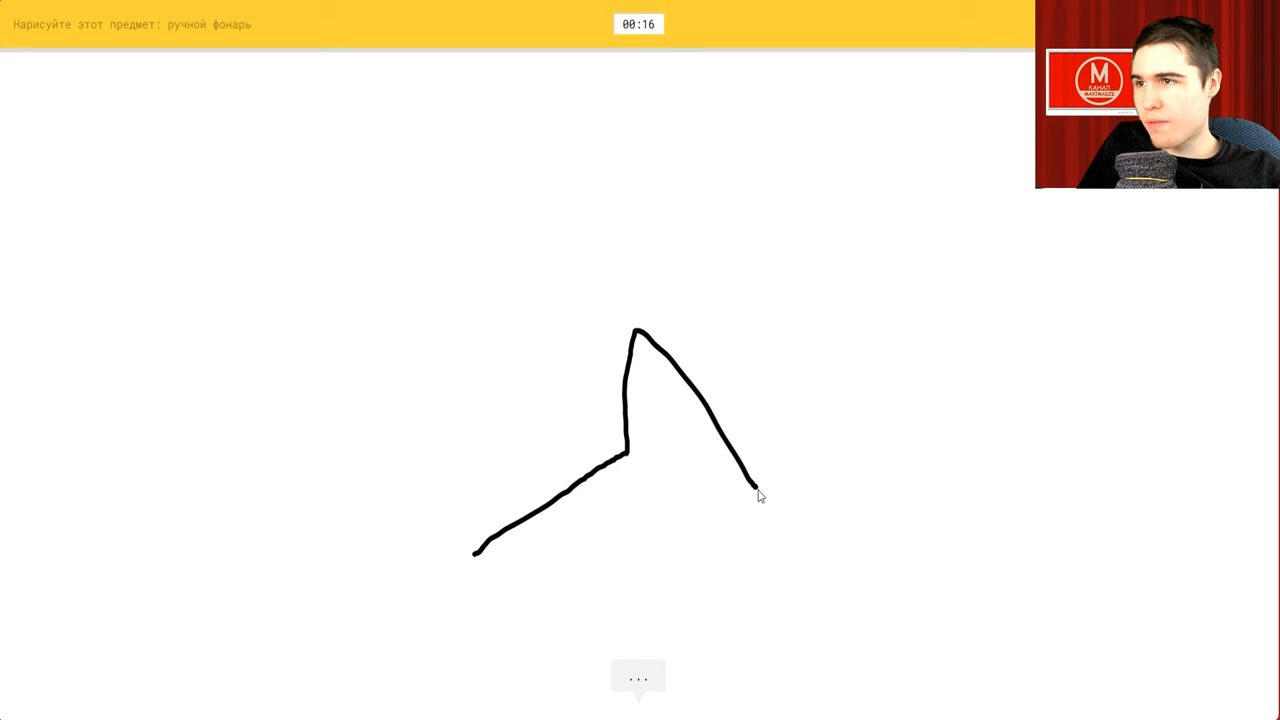 Нарисуйте этот предмет: ручной фонарь
00:16
М
КАНАЛ
MAXIMADZE
...